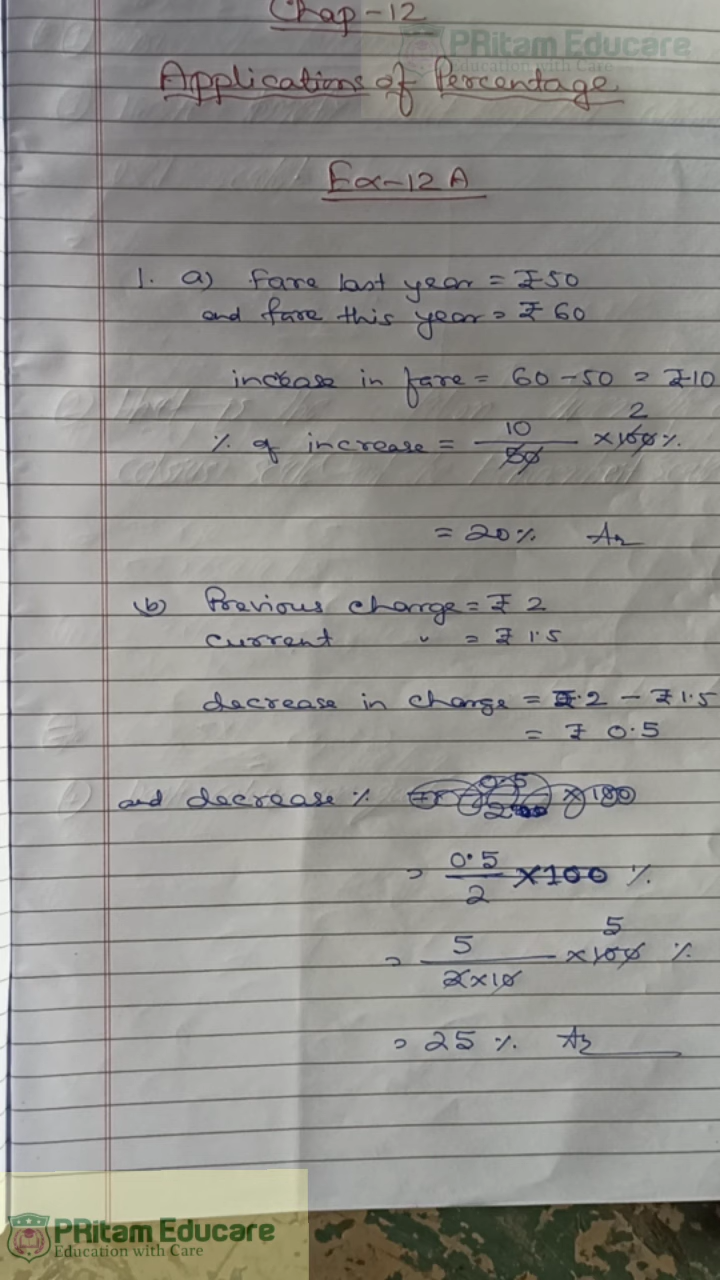 Chap-12
PRitam Educare
Education with Care
Applications of Percentage
Ex-12A
1. a) Fare last year = ₹50
and fare this year = ₹60
increase in fare = 60-50 = ₹10
2
% of increase = 10/50 ×100%.
= 20% Ans
(b) Previous charge = ₹2
current " = ₹1.5
decrease in charge = ₹2 - ₹1.5
= ₹ 0.5
and decrease %
= 0.5/2 ×100 %
5
= 5/2×10 ×100 %
= 25 %. Ans
PRitam Educare
Education with Care